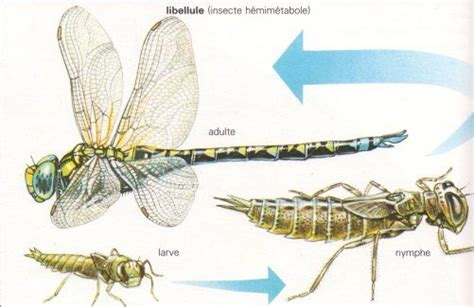 libellule (insecte hémimétabole)
adulte
larve
nymphe